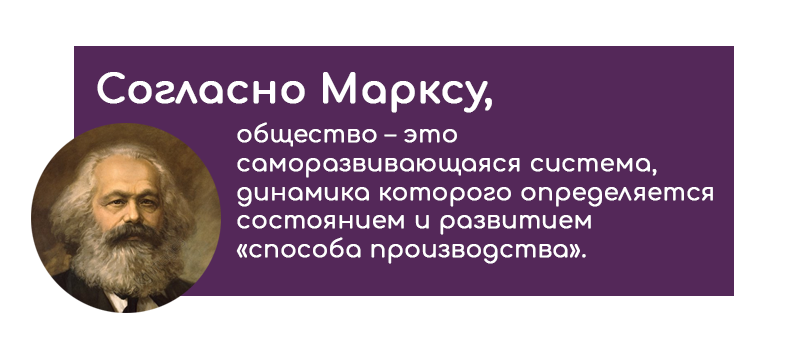 Согласно Марксу,
общество – это
саморазвивающаяся система,
динамика которого определяется
состоянием и развитием
«способа производства».